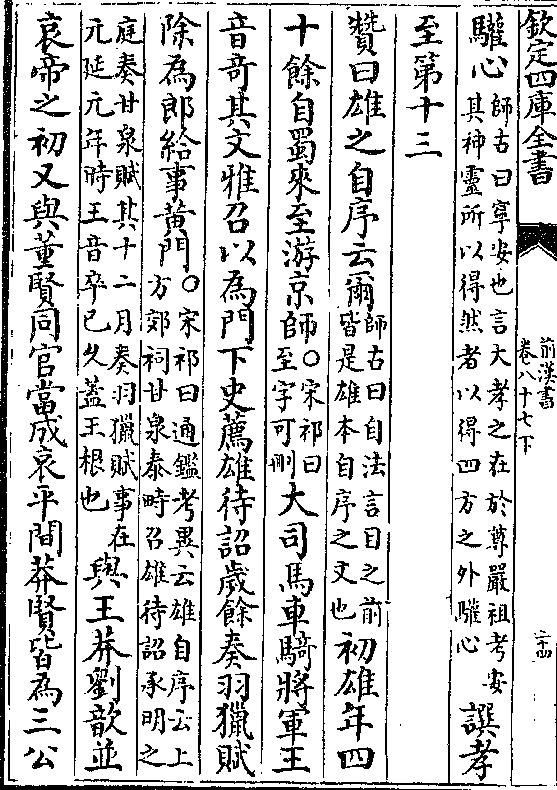 欽定四庫全書
前漢書
卷八十七下
二十四
驩心師古曰寧安也言大孝之在於尊嚴祖考安
其神靈所以得然者以得四方之外驩心譔孝
至第十三
贊曰雄之自序云爾師古曰自法言目之前
皆是雄本自序之文也初雄年四
十餘自蜀來至游京師○宋祁曰
至字可刪大司馬車騎將軍王
音竒其文雅召以為門下史薦雄待詔歲餘奏羽獵賦
除為郎給事黄門○宋祁曰通鑑考異云雄自序云上
方郊祠甘泉泰畤召雄待詔承明之
庭奏甘泉賦其十二月奏羽獵賦事在
元延元年時王音卒已久蓋王根也與王莽劉歆並
哀帝之初又與董賢同官當成哀平間莽賢皆為三公